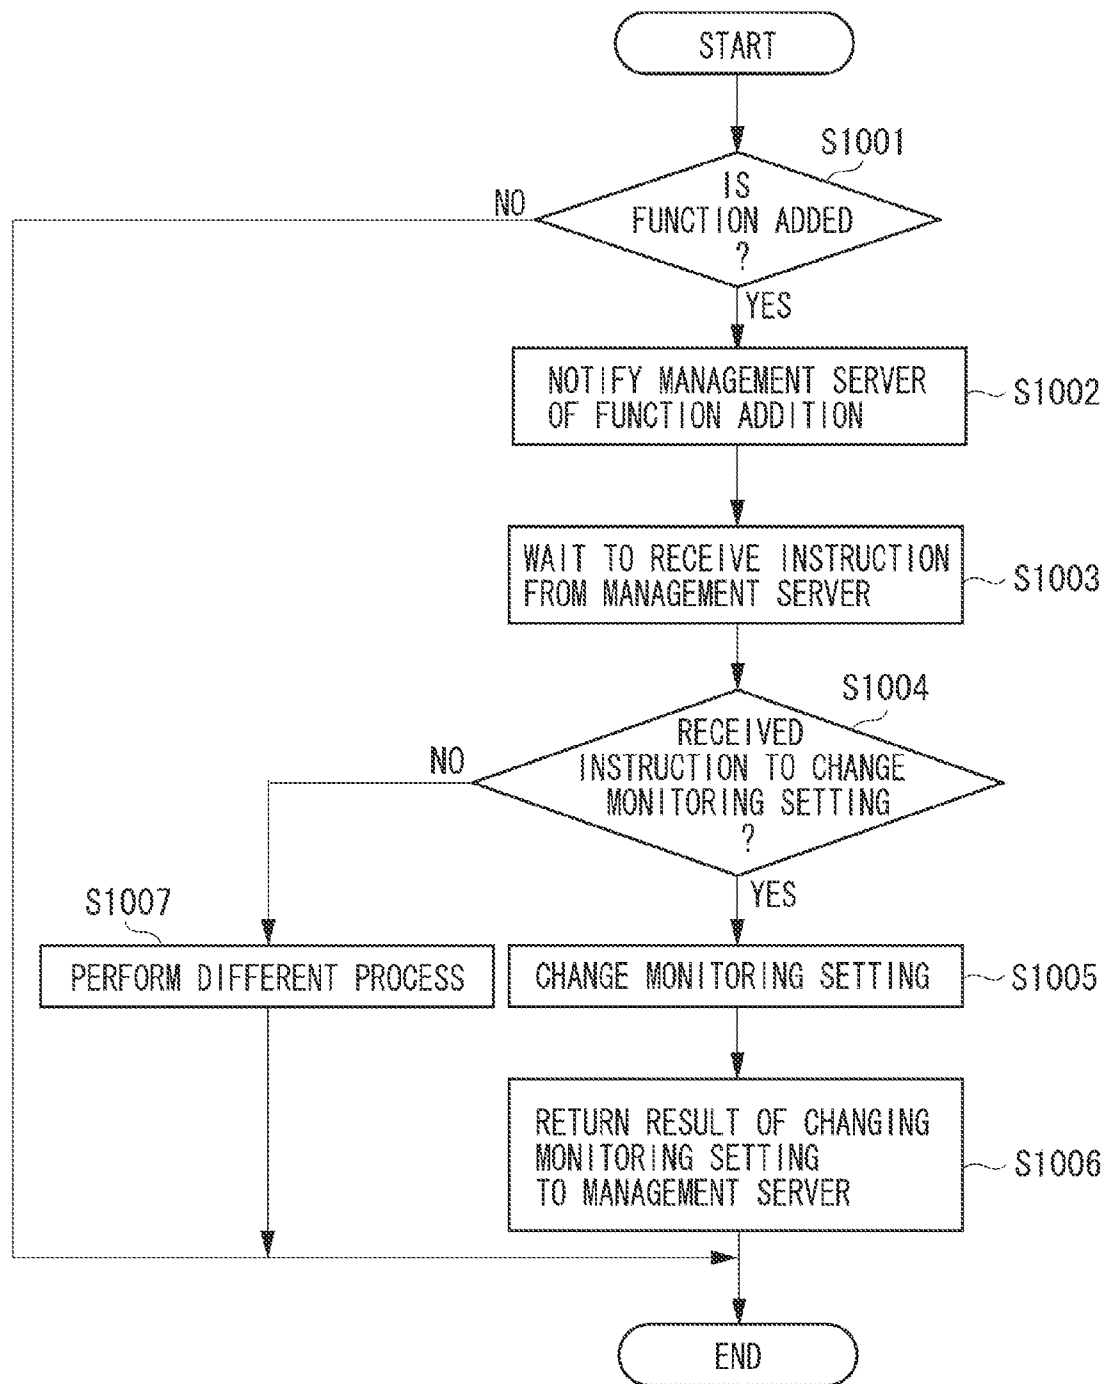 START
S1001
IS
FUNCTION ADDED
?
NO
YES
NOTIFY MANAGEMENT SERVER
OF FUNCTION ADDITION
S1002
WAIT TO RECEIVE INSTRUCTION
FROM MANAGEMENT SERVER
S1003
S1004
RECEIVED
INSTRUCTION TO CHANGE
MONITORING SETTING
?
NO
YES
S1007
PERFORM DIFFERENT PROCESS
CHANGE MONITORING SETTING
S1005
RETURN RESULT OF CHANGING
MONITORING SETTING
TO MANAGEMENT SERVER
S1006
END